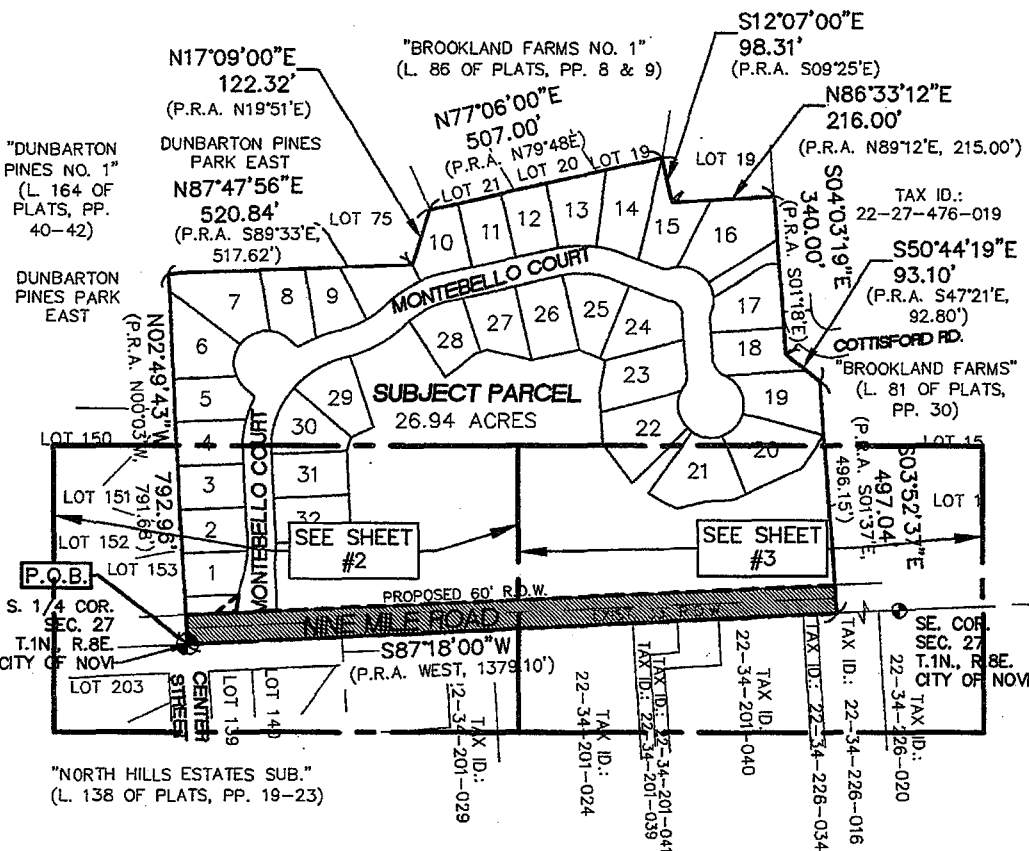 S12°07'00"E
98.31'
(P.R.A. S09°25'E)
N17°09'00"E
122.32'
(P.R.A. N19°51'E)
"BROOKLAND FARMS NO. 1"
(L. 86 OF PLATS, PP. 8 & 9)
N86°33'12"E
216.00'
(P.R.A. N89°12'E, 215.00')
N77°06'00"E
507.00'
(P.R.A. N79°48E)
"DUNBARTON
PINES NO. 1"
(L. 164 OF
PLATS, PP.
40-42)
DUNBARTON PINES
PARK EAST
N87°47'56"E
520.84'
(P.R.A. S89°33'E,
517.62')
LOT 75
LOT 21
LOT 20
LOT 19
LOT 19
S04°03'19"E
340.00'
(P.R.A. S01°18'E)
TAX ID.:
22-27-476-019
S50°44'19"E
93.10'
(P.R.A. S47°21'E,
92.80')
DUNBARTON
PINES PARK
EAST
COTTISFORD RD.
"BROOKLAND FARMS"
(L. 81 OF PLATS,
PP. 30)
N02°49'43"W 792.96'
(P.R.A. N00°03'W,
791.68')
MONTEBELLO COURT
7
8
9
10
11
12
13
14
15
16
6
17
5
28
27
26
25
24
18
23
19
29
SUBJECT PARCEL
26.94 ACRES
30
22
20
4
LOT 150
LOT 15
21
31
3
LOT 151
LOT 1
S03°52'37"E
497.04'
(P.R.A. S01°37'E,
496.15')
32
2
LOT 152
MONTEBELLO COURT
SEE SHEET
#2
SEE SHEET
#3
1
LOT 153
P.O.B.
S. 1/4 COR.
SEC. 27
T.1N., R.8E.
CITY OF NOVI
PROPOSED 60' R.O.W.
NINE MILE ROAD
S87°18'00"W
(P.R.A. WEST, 1379.10')
SE. COR.
SEC. 27
T.1N., R.8E.
CITY OF NOVI
LOT 203
CENTER
STREET
LOT 139
LOT 140
TAX ID.:
22-34-201-024
TAX ID.: 22-34-201-039
TAX ID.: 22-34-201-041
TAX ID.
22-34-201-040
TAX ID.: 22-34-226-034
TAX ID.: 22-34-226-016
TAX ID.:
22-34-226-020
TAX ID.:
2-34-201-029
"NORTH HILLS ESTATES SUB."
(L. 138 OF PLATS, PP. 19-23)